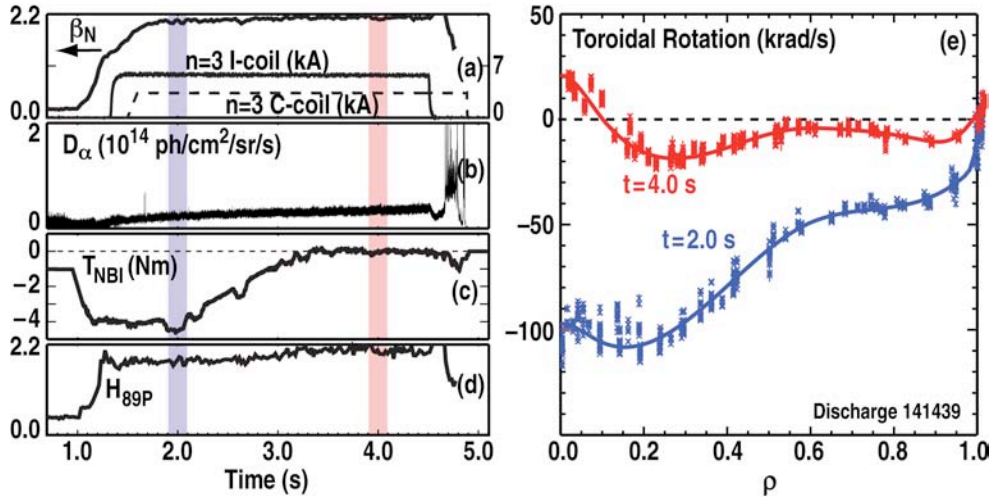 2.2
β_N
n=3 I-coil (kA)
7
(a)
n=3 C-coil (kA)
0.0
0
2
D_α (10^14 ph/cm^2/sr/s)
(b)
0
0
T_NBI (Nm)
-2
(c)
-4
2.2
(d)
H_89P
0.0
1.0 2.0 3.0 4.0 5.0
Time (s)
50
Toroidal Rotation (krad/s) (e)
0
t=4.0 s
-50
t=2.0 s
-100
Discharge 141439
0.0 0.2 0.4 0.6 0.8 1.0
ρ